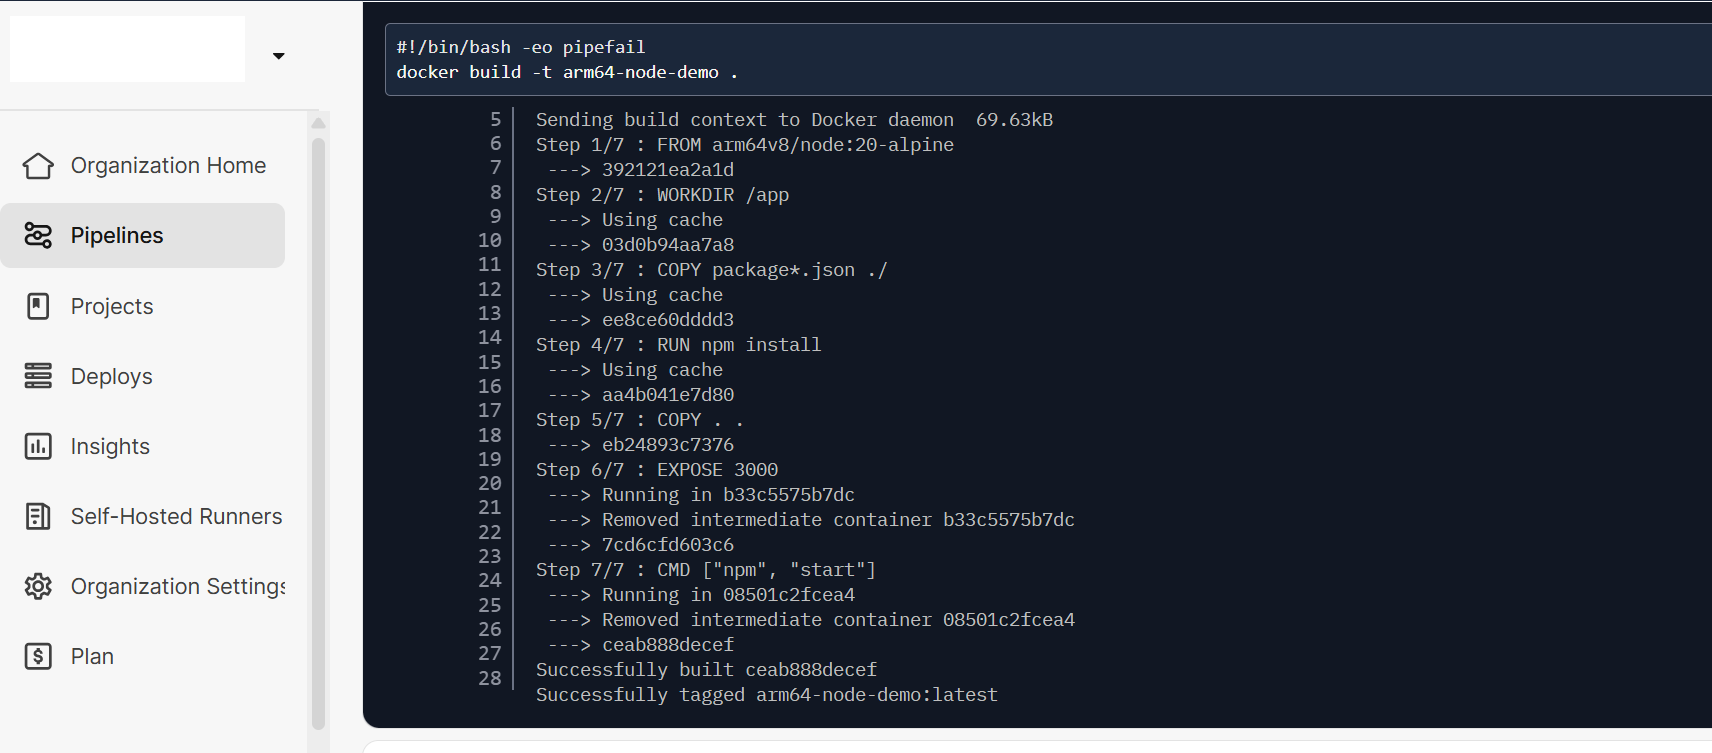 Organization Home
Pipelines
Projects
Deploys
Insights
Self-Hosted Runners
Organization Settings
Plan
#!/bin/bash -eo pipefail
docker build -t arm64-node-demo .
5 Sending build context to Docker daemon  69.63kB
6 Step 1/7 : FROM arm64v8/node:20-alpine
7 ---> 392121ea2a1d
8 Step 2/7 : WORKDIR /app
9 ---> Using cache
10 ---> 03d0b94aa7a8
11 Step 3/7 : COPY package*.json ./
12 ---> Using cache
13 ---> ee8ce60dddd3
14 Step 4/7 : RUN npm install
15 ---> Using cache
16 ---> aa4b041e7d80
17 Step 5/7 : COPY . .
18 ---> eb24893c7376
19 Step 6/7 : EXPOSE 3000
20 ---> Running in b33c5575b7dc
21 ---> Removed intermediate container b33c5575b7dc
22 ---> 7cd6cfd603c6
23 Step 7/7 : CMD ["npm", "start"]
24 ---> Running in 08501c2fcea4
25 ---> Removed intermediate container 08501c2fcea4
26 ---> ceab888decef
27 Successfully built ceab888decef
28 Successfully tagged arm64-node-demo:latest